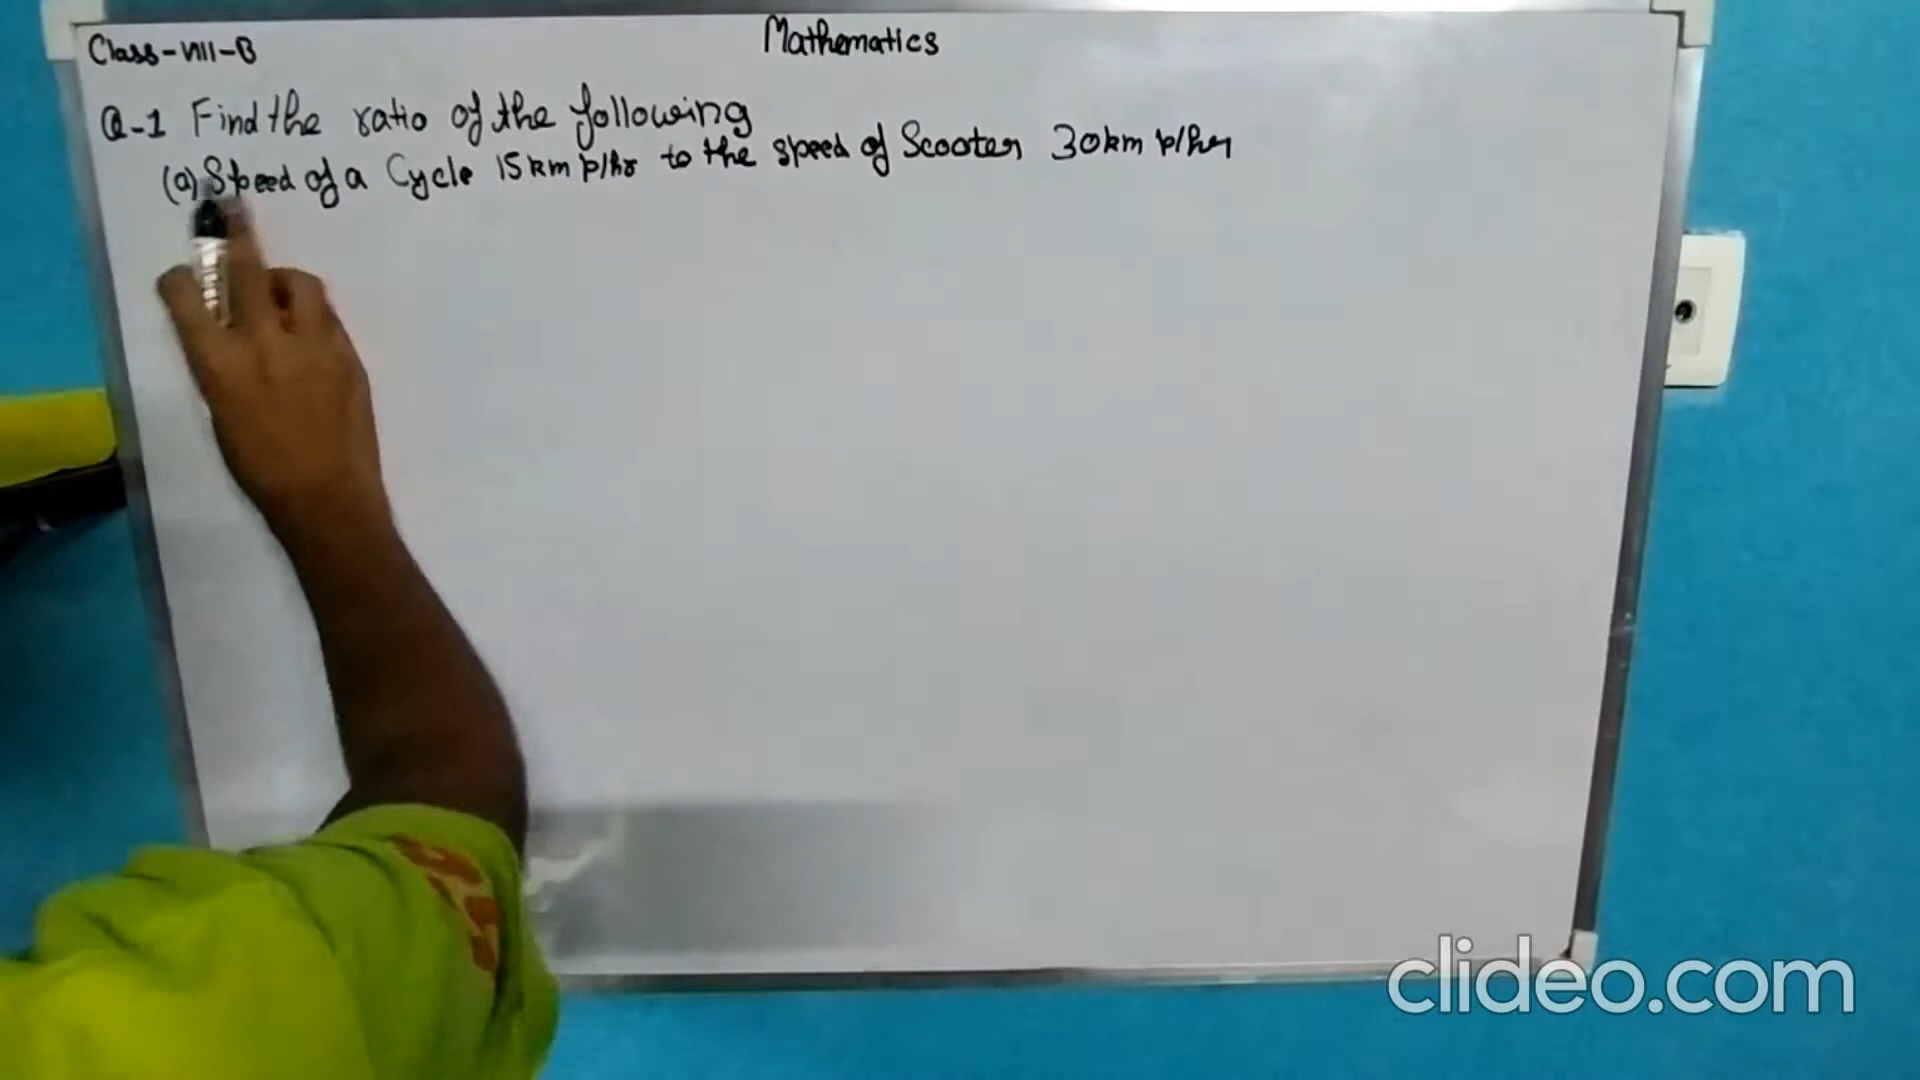 Class-VIII-B
Mathematics
Q-1 Find the ratio of the following
(a) Speed of a Cycle 15km p/hr to the speed of Scooter 30km p/hr
clideo.com